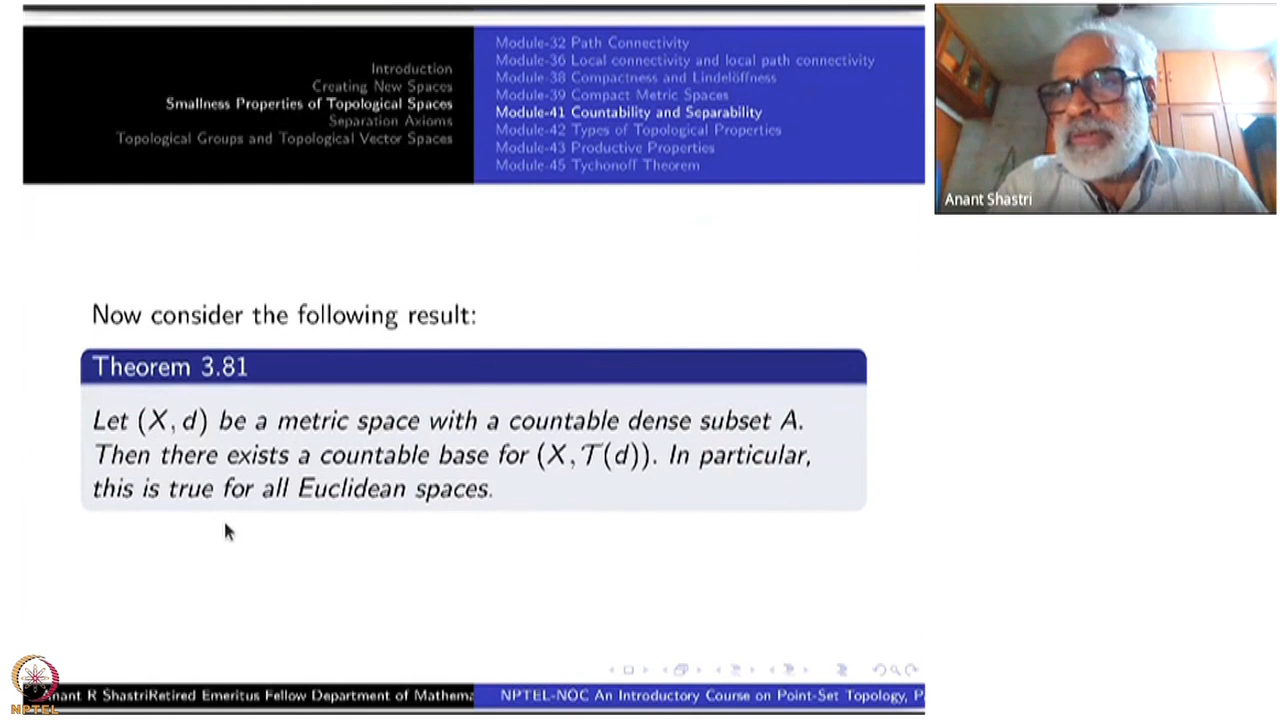 Introduction
Creating New Spaces
Smallness Properties of Topological Spaces
Separation Axioms
Topological Groups and Topological Vector Spaces
Module-32 Path Connectivity
Module-36 Local connectivity and local path connectivity
Module-38 Compactness and Lindelöffness
Module-39 Compact Metric Spaces
Module-41 Countability and Separability
Module-42 Types of Topological Properties
Module-43 Productive Properties
Module-45 Tychonoff Theorem
Anant Shastri
Now consider the following result:
Theorem 3.81
Let (X, d) be a metric space with a countable dense subset A.
Then there exists a countable base for (X, 𝒯(d)). In particular,
this is true for all Euclidean spaces.
NPTEL
nant R ShastriRetired Emeritus Fellow Department of Mathema
NPTEL-NOC An Introductory Course on Point-Set Topology, P